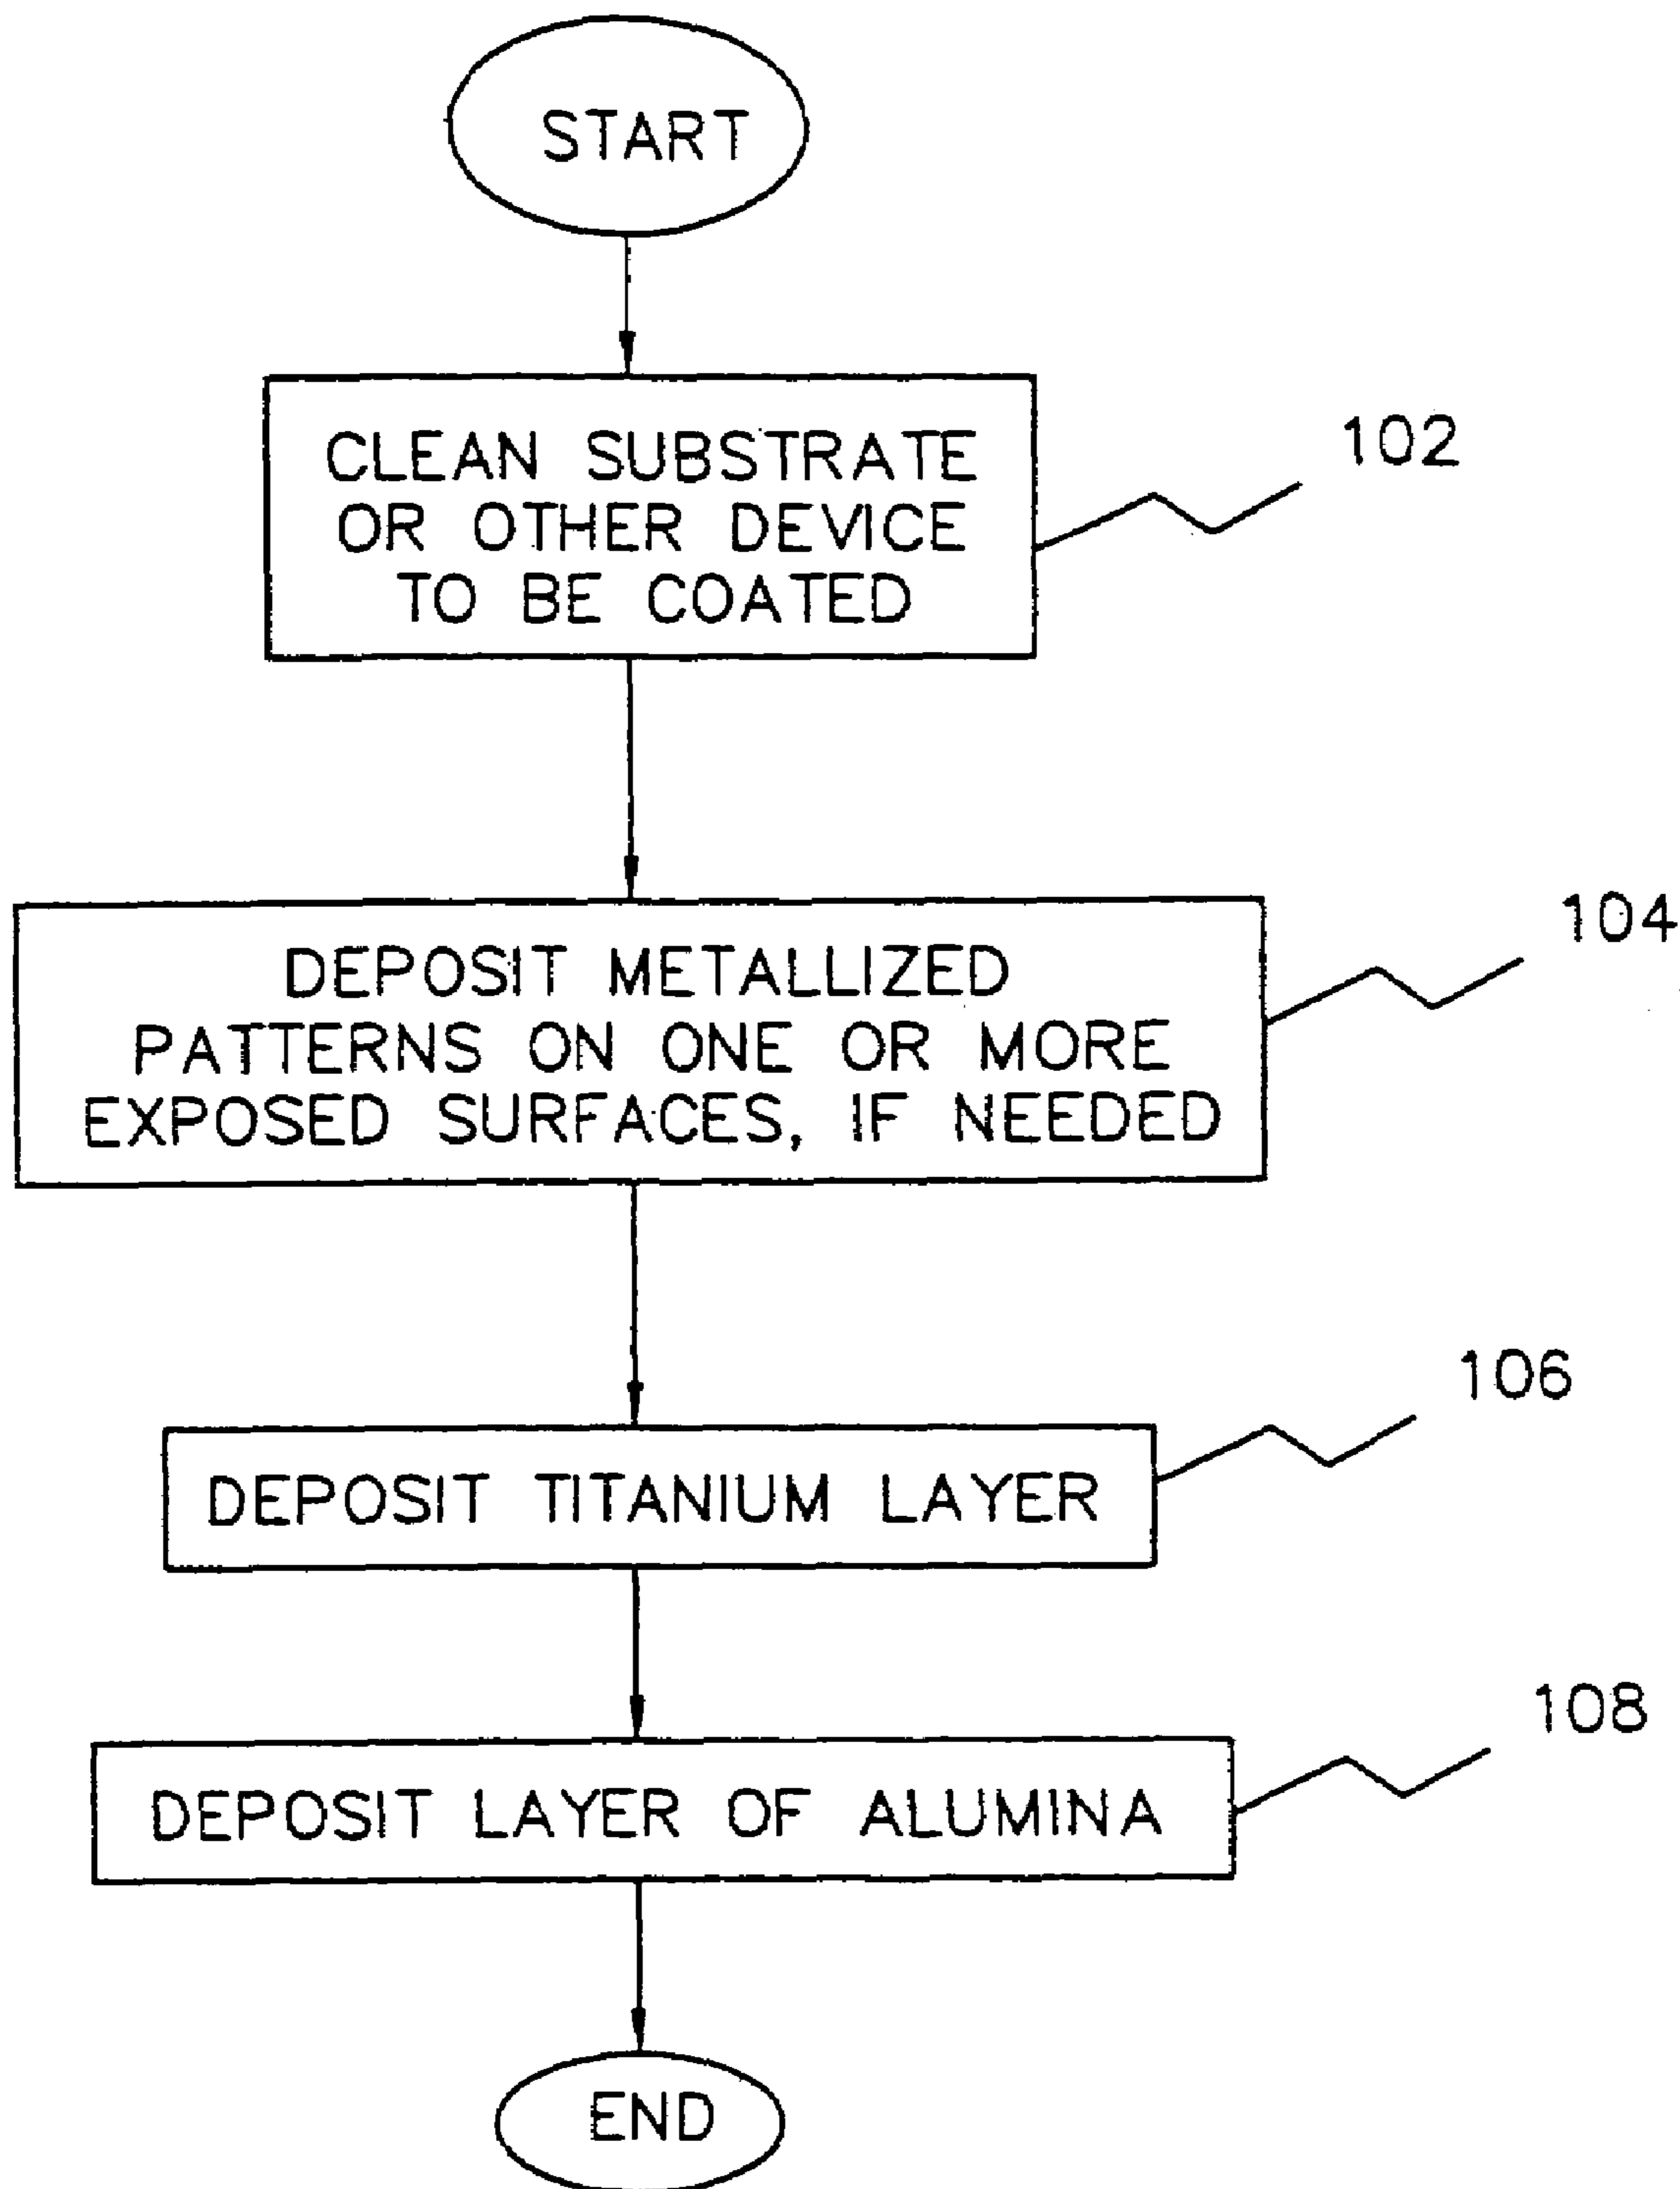 START
CLEAN SUBSTRATE
OR OTHER DEVICE
TO BE COATED
102
DEPOSIT METALLIZED
PATTERNS ON ONE OR MORE
EXPOSED SURFACES, IF NEEDED
104
DEPOSIT TITANIUM LAYER
106
DEPOSIT LAYER OF ALUMINA
108
END